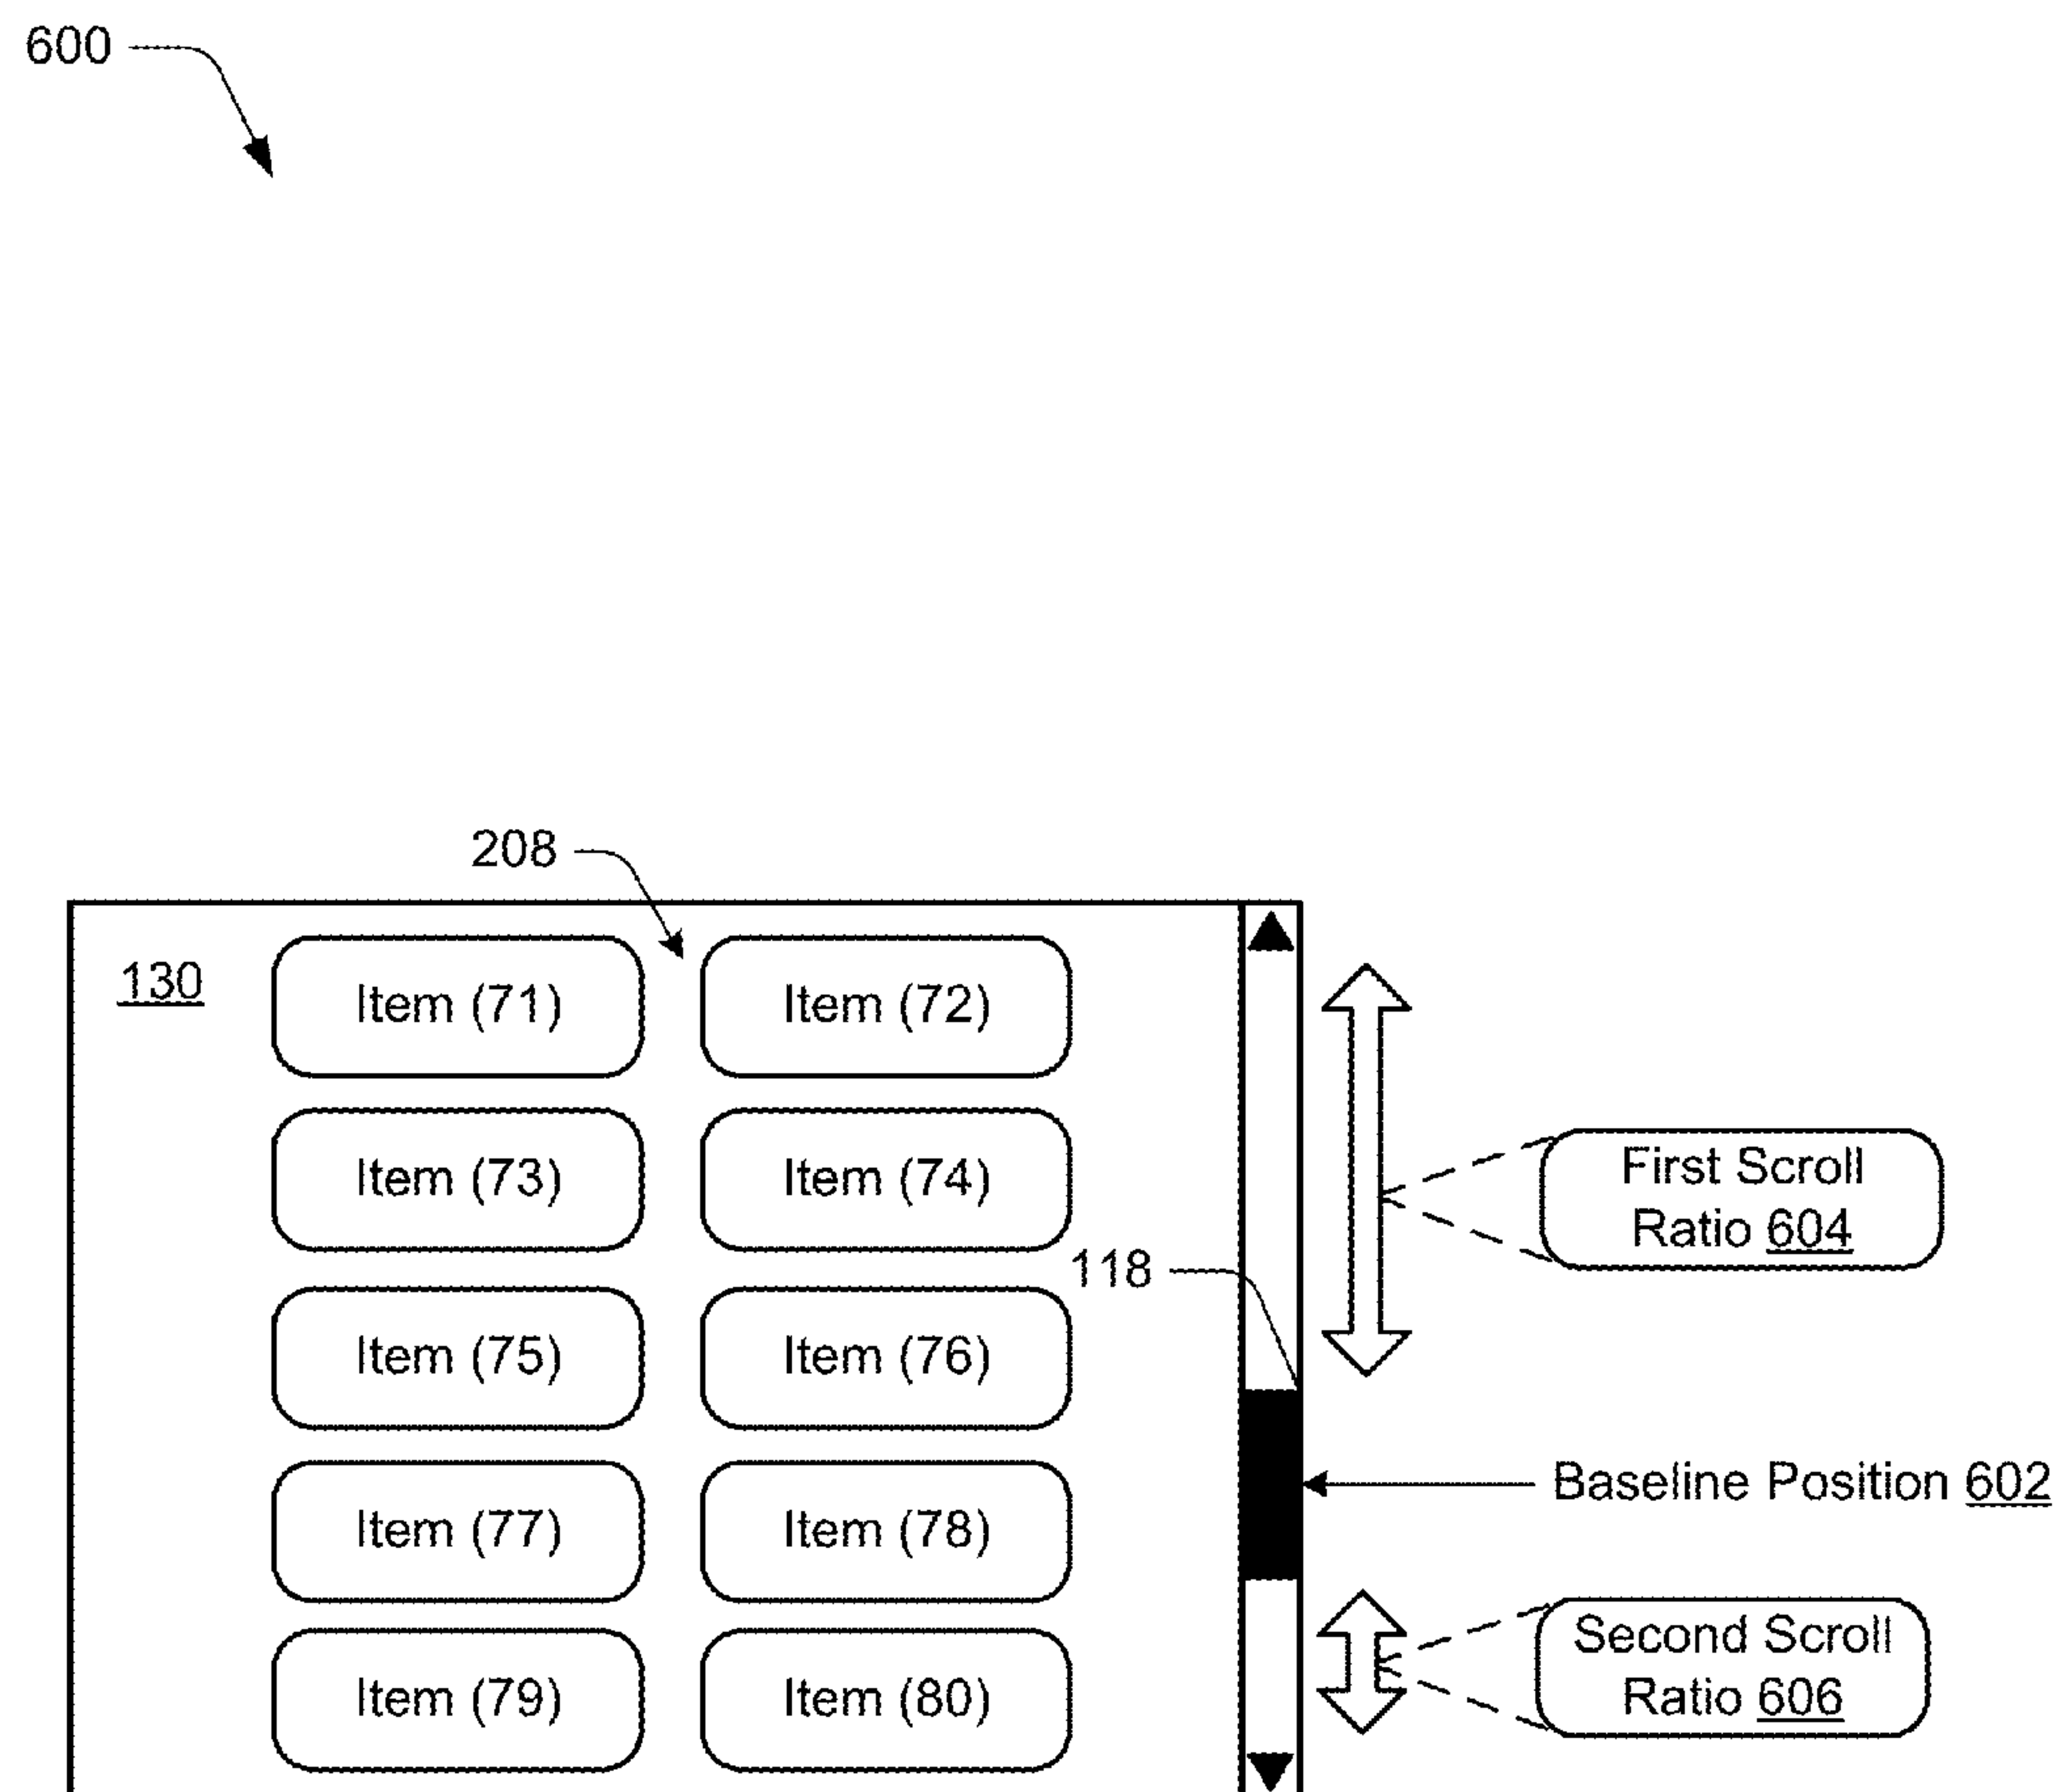 600
208
130
Item (71) Item (72)
Item (73) Item (74)
First Scroll
Ratio 604
118
Item (75) Item (76)
Baseline Position 602
Item (77) Item (78)
Second Scroll
Ratio 606
Item (79) Item (80)